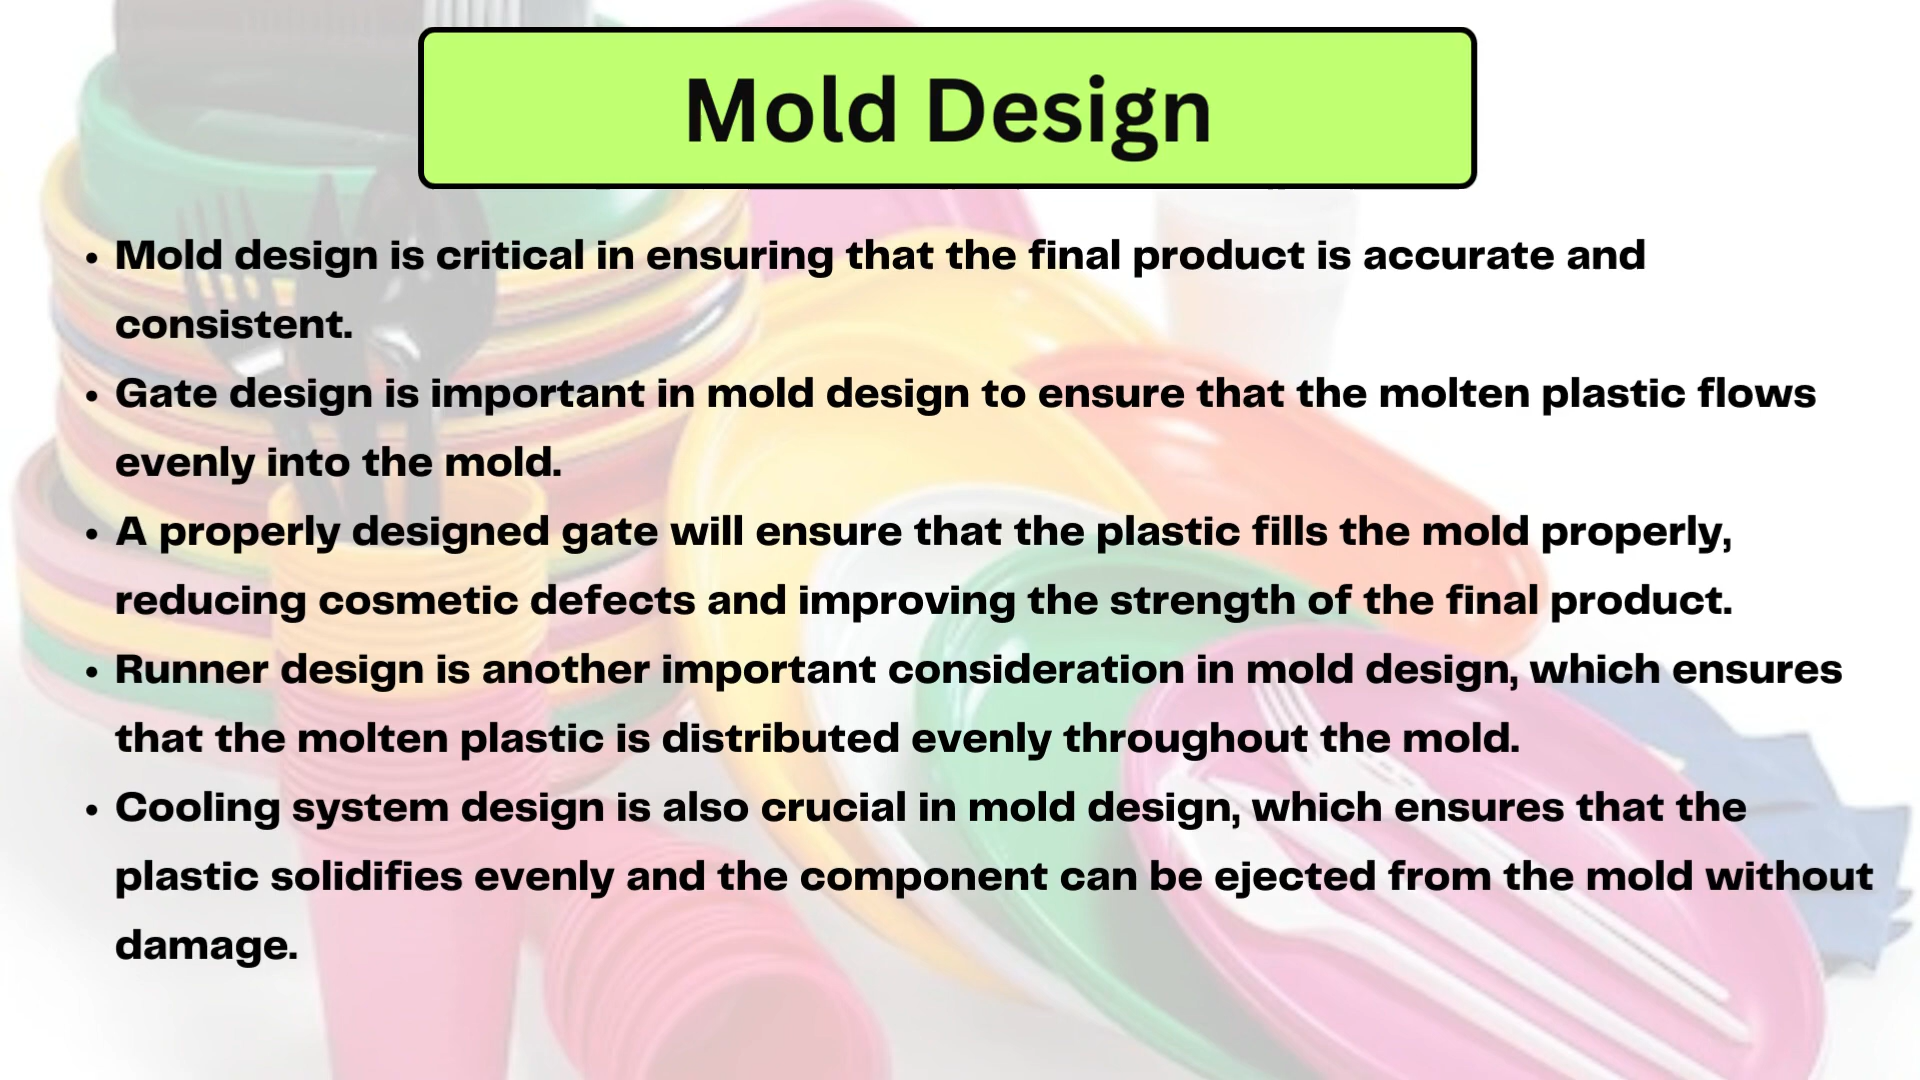 Mold Design
• Mold design is critical in ensuring that the final product is accurate and
consistent.
• Gate design is important in mold design to ensure that the molten plastic flows
evenly into the mold.
• A properly designed gate will ensure that the plastic fills the mold properly,
reducing cosmetic defects and improving the strength of the final product.
• Runner design is another important consideration in mold design, which ensures
that the molten plastic is distributed evenly throughout the mold.
• Cooling system design is also crucial in mold design, which ensures that the
plastic solidifies evenly and the component can be ejected from the mold without
damage.